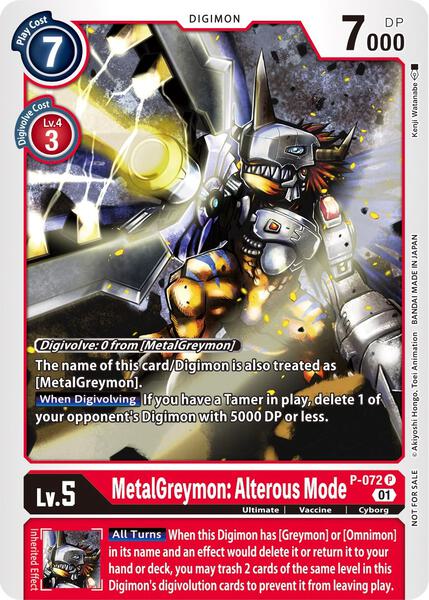 DIGIMON
Play Cost
7
7000
DP
Digivolve Cost
Lv.4
3
Kenji Watanabe
©Akiyoshi Hongo, Toei Animation BANDAI MADE IN JAPAN
NOT FOR SALE
Digivolve: 0 from [MetalGreymon]
The name of this card/Digimon is also treated as
[MetalGreymon].
When Digivolving If you have a Tamer in play, delete 1 of
your opponent's Digimon with 5000 DP or less.
Lv.5
MetalGreymon: Alterous Mode
P-072 P
01
Ultimate | Vaccine | Cyborg
Inherited Effect
All Turns When this Digimon has [Greymon] or [Omnimon]
in its name and an effect would delete it or return it to your
hand or deck, you may trash 2 cards of the same level in this
Digimon's digivolution cards to prevent it from leaving play.